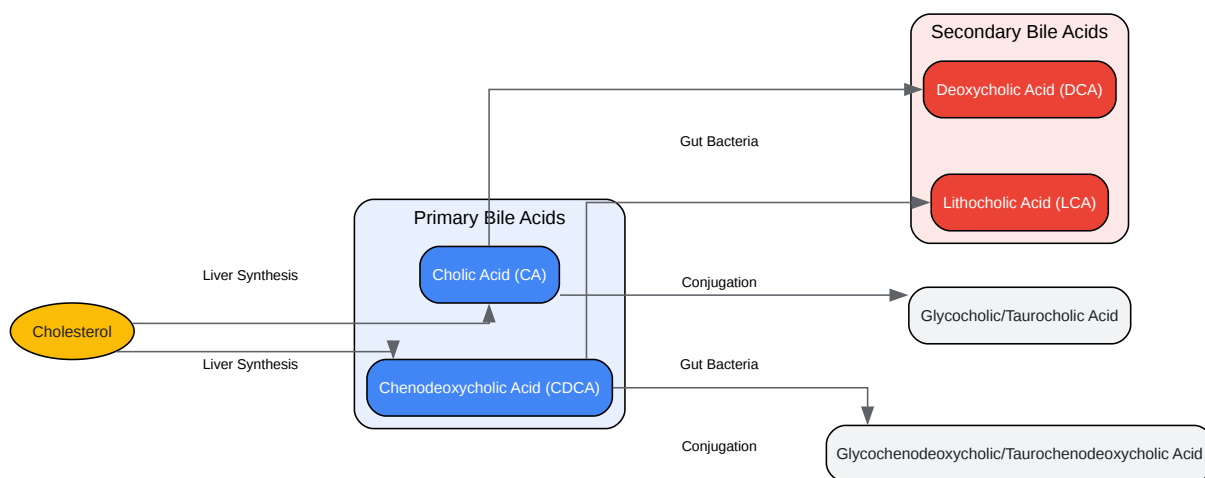 Secondary Bile Acids
Deoxycholic Acid (DCA)
Gut Bacteria
Lithocholic Acid (LCA)
Primary Bile Acids
Cholic Acid (CA)
Liver Synthesis
Conjugation
Glycocholic/Taurocholic Acid
Cholesterol
Liver Synthesis
Gut Bacteria
Chenodeoxycholic Acid (CDCA)
Conjugation
Glycochenodeoxycholic/Taurochenodeoxycholic Acid